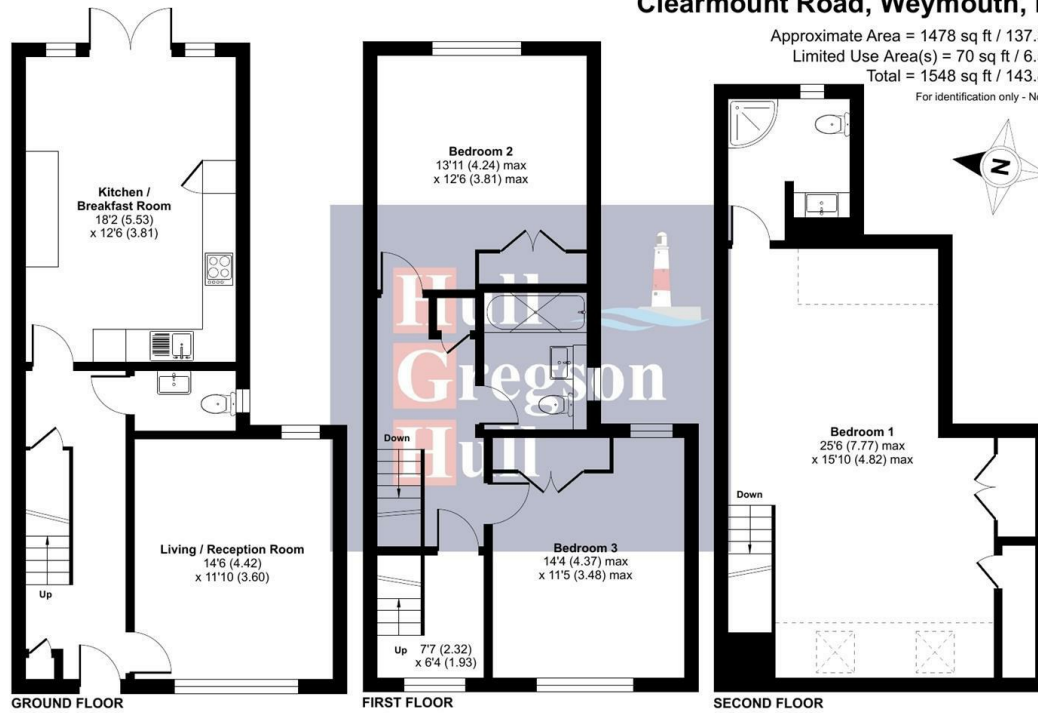 Clearmount Road, Weymouth,
Approximate Area = 1478 sq ft / 137.
Limited Use Area(s) = 70 sq ft / 6.
Total = 1548 sq ft / 143.
For identification only -
N
Kitchen /
Breakfast Room
18'2 (5.53)
x 12'6 (3.81)
Living / Reception Room
14'6 (4.42)
x 11'10 (3.60)
Up
GROUND FLOOR
Bedroom 2
13'11 (4.24) max
x 12'6 (3.81) max
Hull
Gregson
Hull
Down
Bedroom 3
14'4 (4.37) max
x 11'5 (3.48) max
Up
7'7 (2.32)
x 6'4 (1.93)
FIRST FLOOR
Bedroom 1
25'6 (7.77) max
x 15'10 (4.82) max
Down
SECOND FLOOR